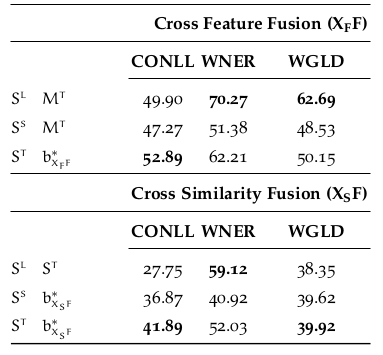 Cross Feature Fusion (X_F F)
CONLL WNER WGLD
S^L M^T 49.90 70.27 62.69
S^S M^T 47.27 51.38 48.53
S^T b*_{X_F F} 52.89 62.21 50.15
Cross Similarity Fusion (X_S F)
CONLL WNER WGLD
S^L S^T 27.75 59.12 38.35
S^S b*_{X_S F} 36.87 40.92 39.62
S^T b*_{X_S F} 41.89 52.03 39.92